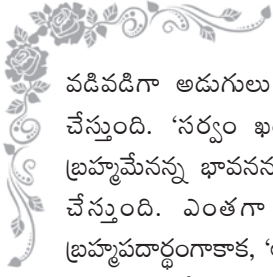 వడివడిగా అడుగులు
చేస్తుంది. ‘సర్వం ఖ
బ్రహ్మమేనన్న భావనన
చేస్తుంది. ఎంతగా
బ్రహ్మపదార్థంగాకాక, ‘